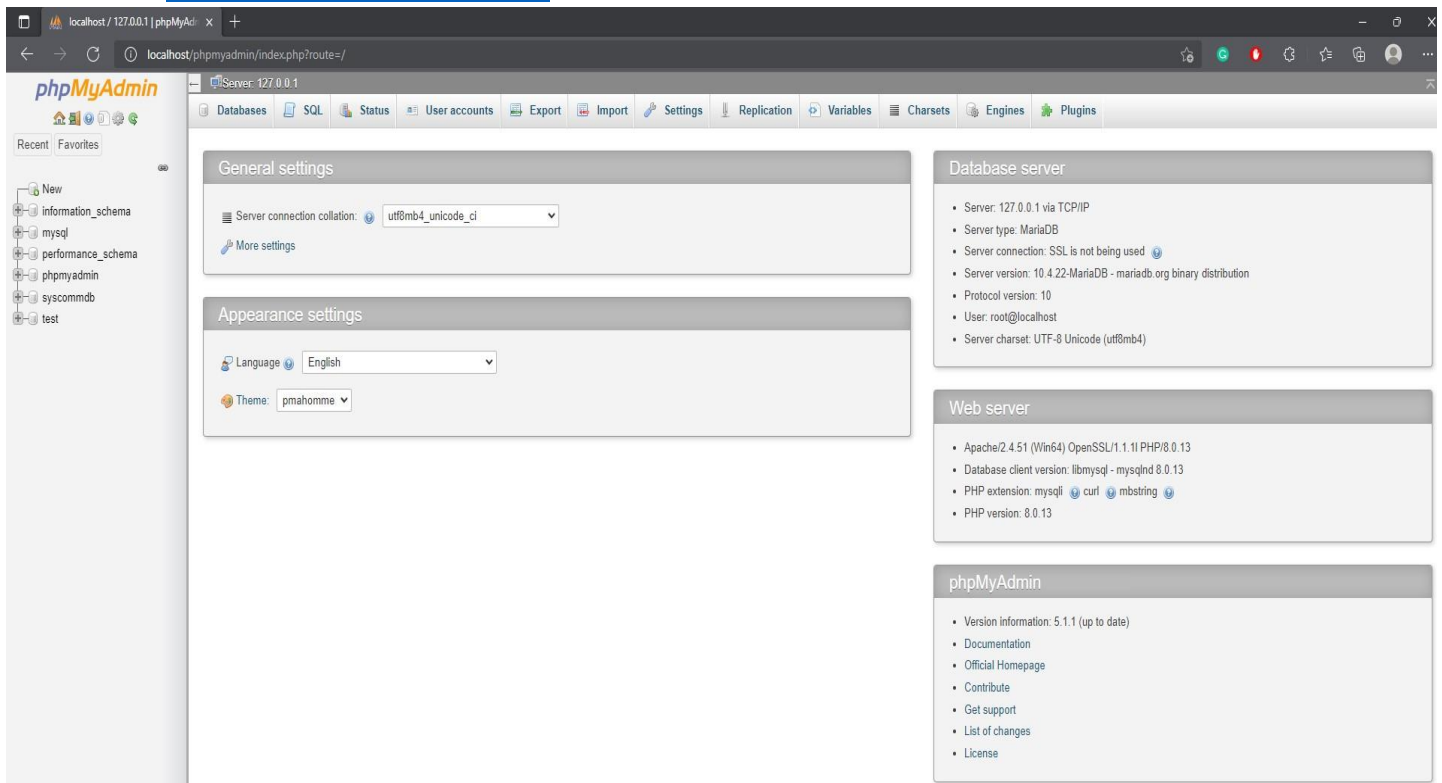 localhost / 127.0.0.1 | phpMyAdr
localhost/phpmyadmin/index.php?route=/
phpMyAdmin
Recent Favorites
New
information_schema
mysql
performance_schema
phpmyadmin
syscommdb
test
Server: 127.0.0.1
Databases SQL Status User accounts Export Import Settings Replication Variables Charsets Engines Plugins
General settings
Server connection collation: utf8mb4_unicode_ci
More settings
Appearance settings
Language English
Theme: pmahomme
Database server
Server: 127.0.0.1 via TCP/IP
Server type: MariaDB
Server connection: SSL is not being used
Server version: 10.4.22-MariaDB - mariadb.org binary distribution
Protocol version: 10
User: root@localhost
Server charset: UTF-8 Unicode (utf8mb4)
Web server
Apache/2.4.51 (Win64) OpenSSL/1.1.1l PHP/8.0.13
Database client version: libmysql - mysqlnd 8.0.13
PHP extension: mysqli curl mbstring
PHP version: 8.0.13
phpMyAdmin
Version information: 5.1.1 (up to date)
Documentation
Official Homepage
Contribute
Get support
List of changes
License